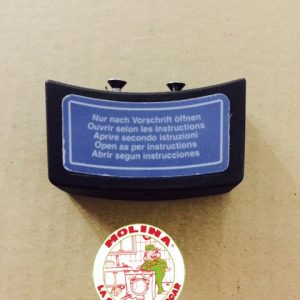 Nur nach Vorschrift öffnen
Ouvrir selon les instructions
Aprire secondo istruzioni
Open as per instructions
Abrir segun instrucciones
MOLINA